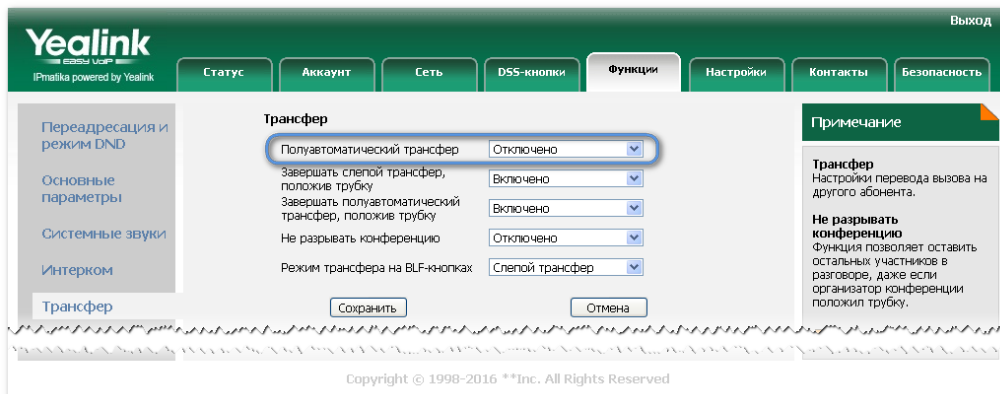 Выход
Yealink
EASY VoIP
IPmatika powered by Yealink
Статус
Аккаунт
Сеть
DSS-кнопки
Функции
Настройки
Контакты
Безопасность
Переадресация и
режим DND
Основные
параметры
Системные звуки
Интерком
Трансфер
Трансфер
Полуавтоматический трансфер
Отключено
Завершать слепой трансфер,
положив трубку
Включено
Завершать полуавтоматический
трансфер, положив трубку
Включено
Не разрывать конференцию
Отключено
Режим трансфера на BLF-кнопках
Слепой трансфер
Сохранить
Отмена
Примечание
Трансфер
Настройки перевода вызова на
другого абонента.
Не разрывать
конференцию
Функция позволяет оставить
остальных участников в
разговоре, даже если
организатор конференции
положил трубку.
Copyright © 1998-2016 **Inc. All Rights Reserved